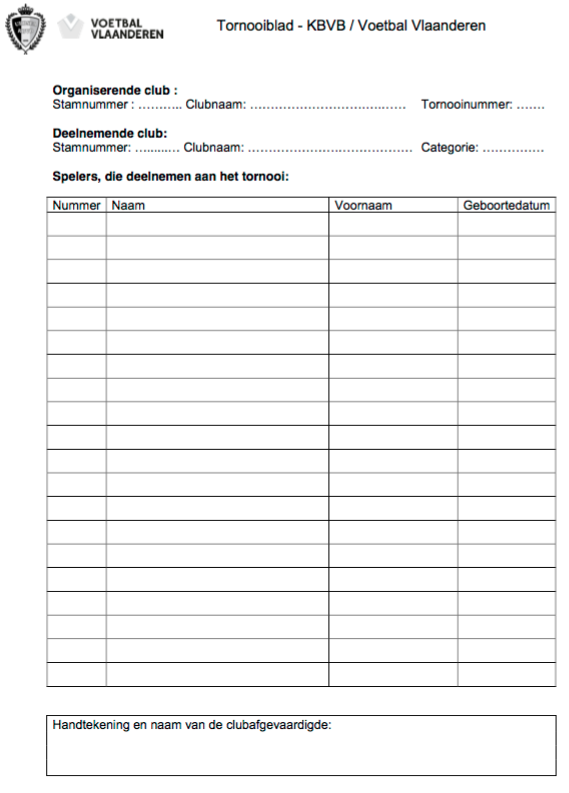 VOETBAL
VLAANDEREN
Tornooiblad - KBVB / Voetbal Vlaanderen
Organiserende club :
Stamnummer : ……….. Clubnaam: ………………………………… Tornooinummer: …….
Deelnemende club:
Stamnummer: …........… Clubnaam: ………………………………….. Categorie: ……………
Spelers, die deelnemen aan het tornooi:
Nummer Naam Voornaam Geboortedatum
Handtekening en naam van de clubafgevaardigde: